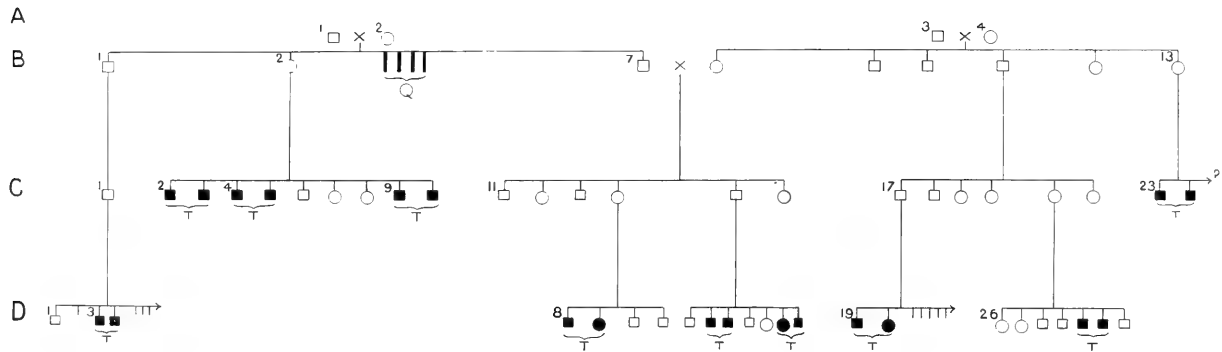 A
1 × 2 3 × 4
B 1 2 7 × 13
Q
C 1 2 4 9 11 17 23 ?
T T T T
D 1 3 8 19 26
T T T T T T